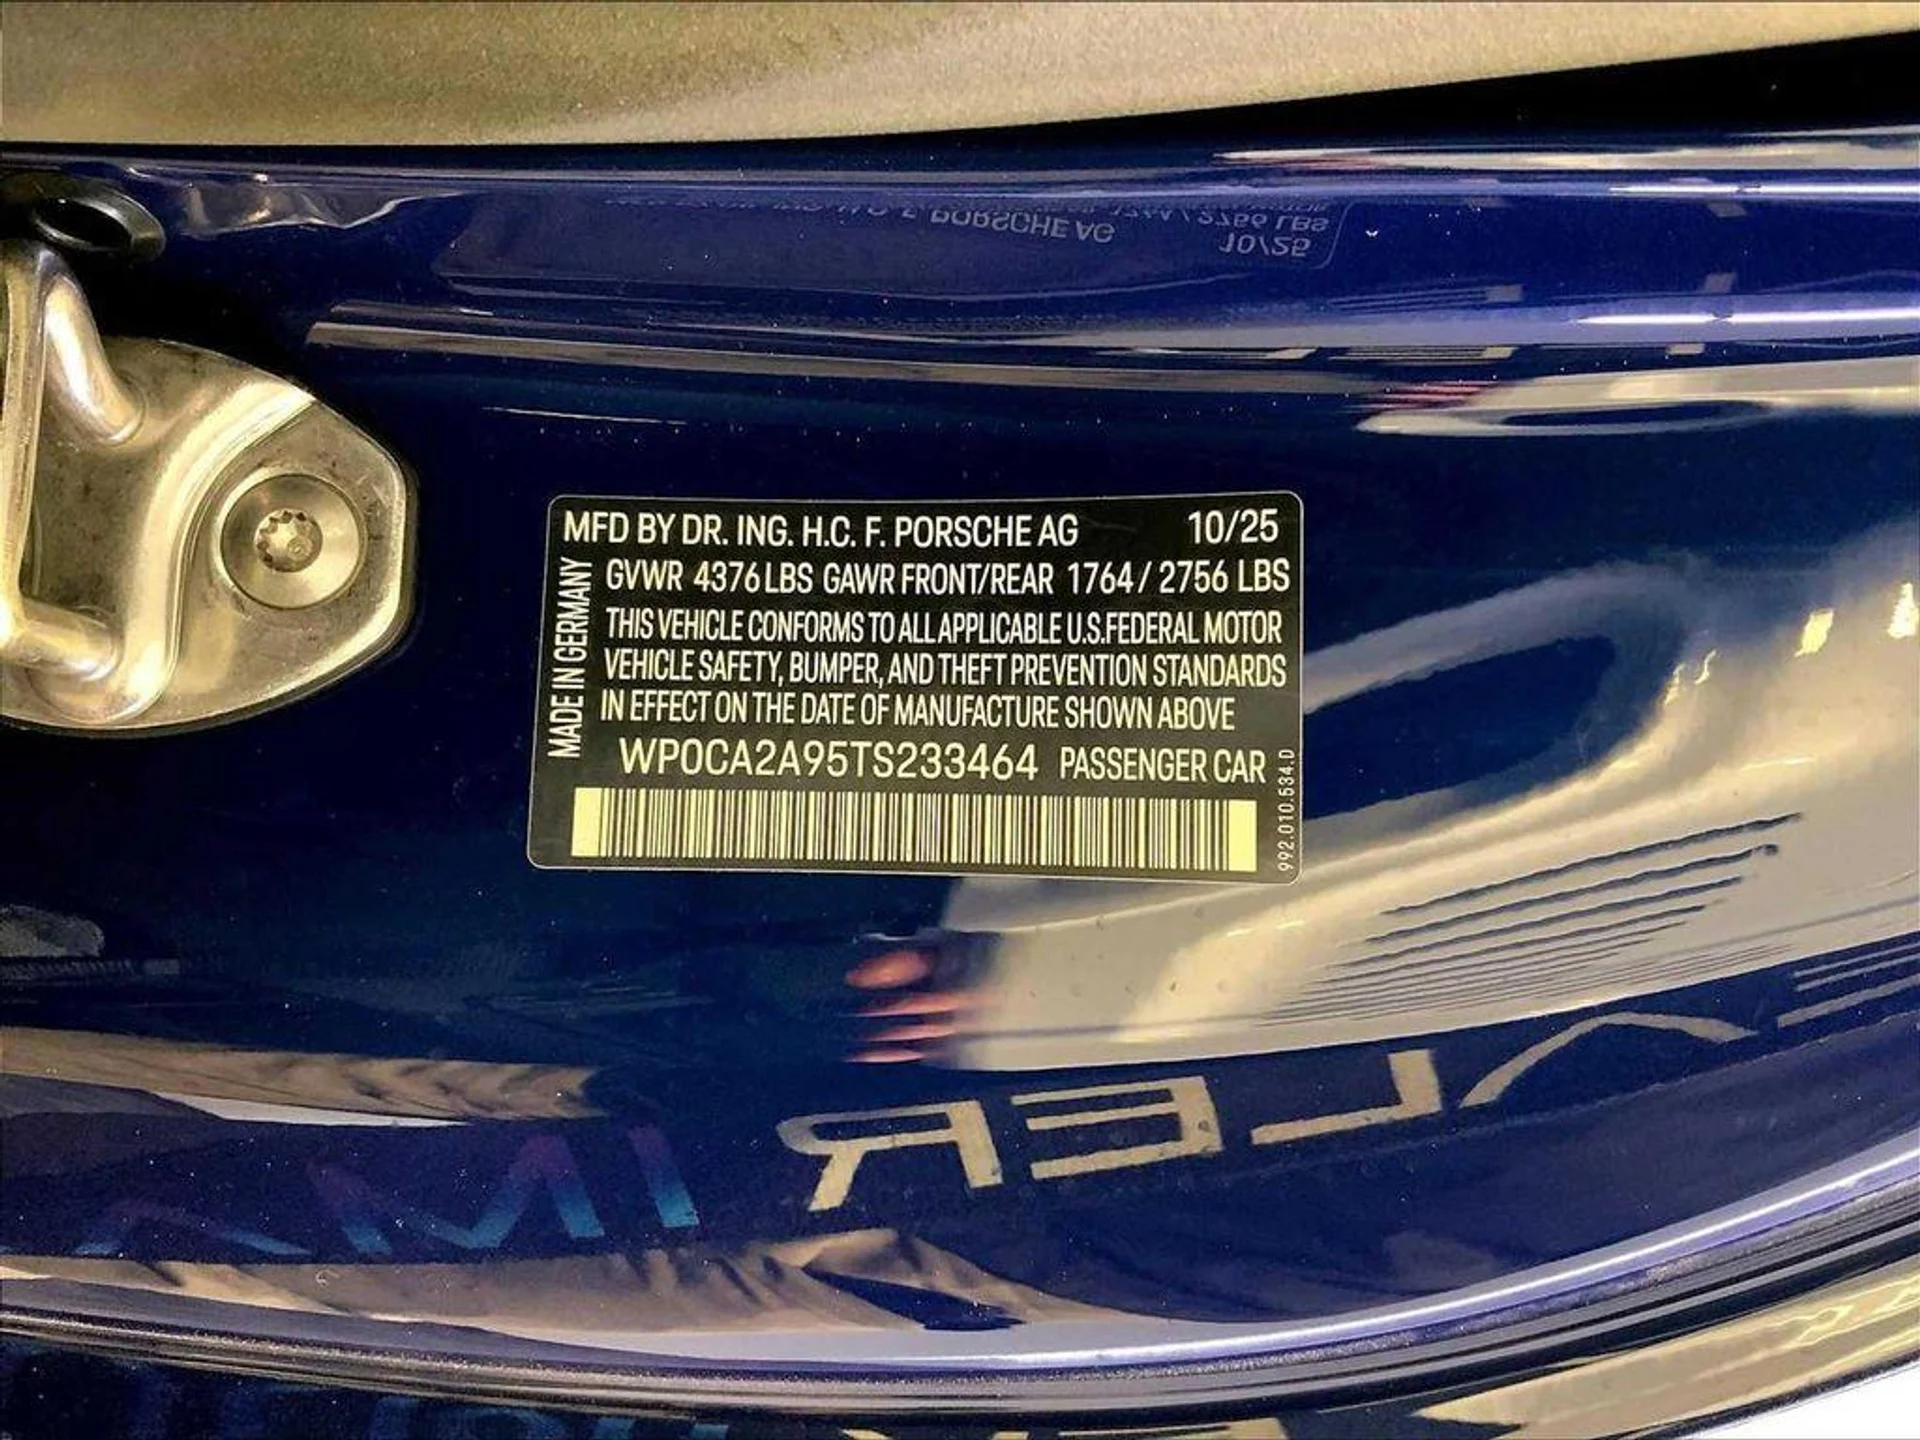 MFD BY DR. ING. H.C. F. PORSCHE AG 10/25
GVWR 4376 LBS GAWR FRONT/REAR 1764 / 2756 LBS
THIS VEHICLE CONFORMS TO ALL APPLICABLE U.S.FEDERAL MOTOR
VEHICLE SAFETY, BUMPER, AND THEFT PREVENTION STANDARDS
IN EFFECT ON THE DATE OF MANUFACTURE SHOWN ABOVE
WP0CA2A95TS233464 PASSENGER CAR
MADE IN GERMANY
992.010.534.D